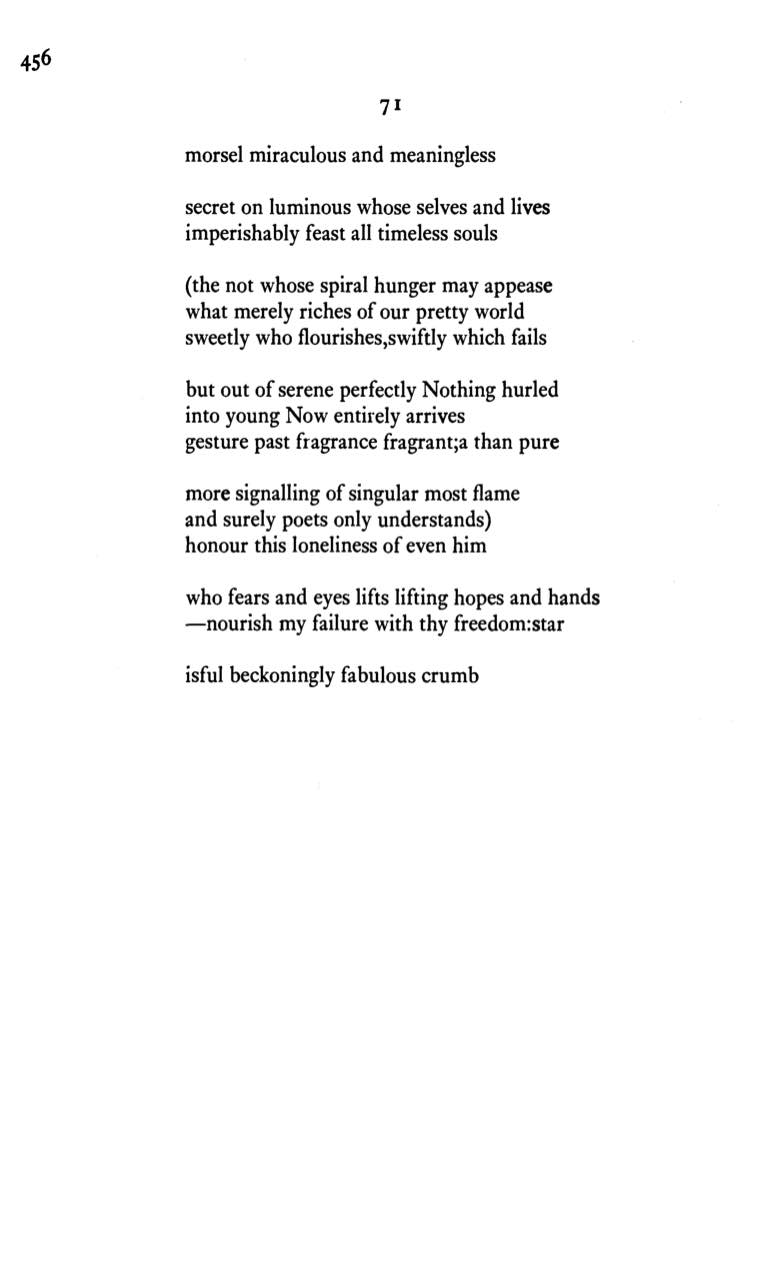 456
71
morsel miraculous and meaningless
secret on luminous whose selves and lives
imperishably feast all timeless souls
(the not whose spiral hunger may appease
what merely riches of our pretty world
sweetly who flourishes,swiftly which fails
but out of serene perfectly Nothing hurled
into young Now entirely arrives
gesture past fragrance fragrant;a than pure
more signalling of singular most flame
and surely poets only understands)
honour this loneliness of even him
who fears and eyes lifts lifting hopes and hands
—nourish my failure with thy freedom:star
isful beckoningly fabulous crumb